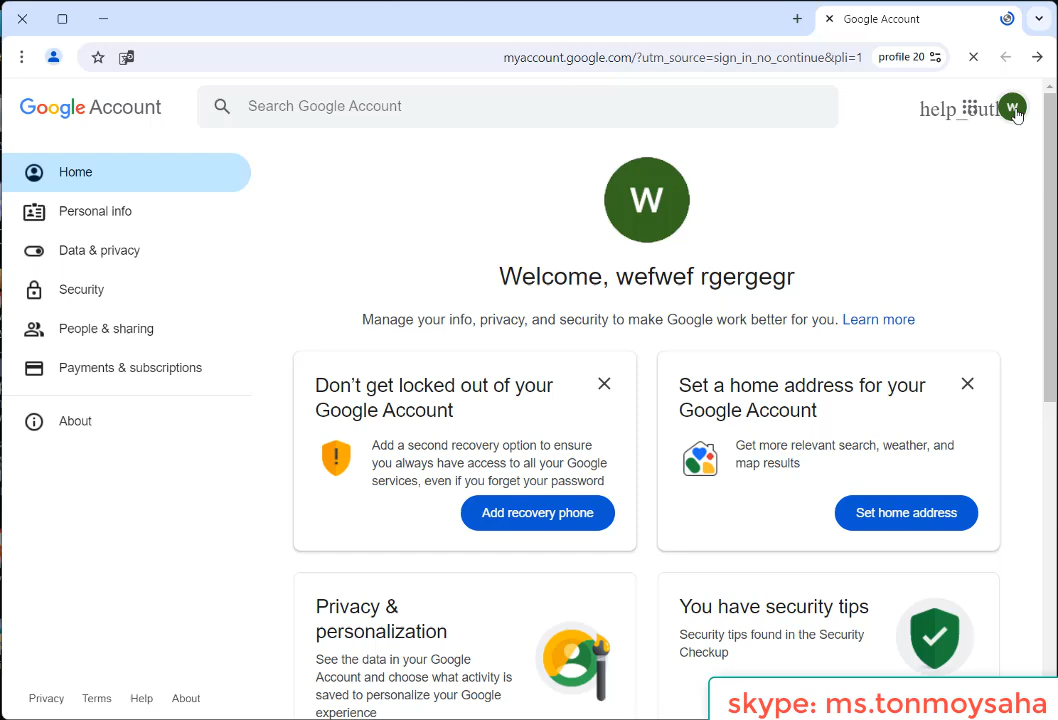 Google Account
myaccount.google.com/?utm_source=sign_in_no_continue&pli=1
profile 20
Google Account
Search Google Account
help_outl
W
Home
Personal info
Data & privacy
Security
People & sharing
Payments & subscriptions
About
W
Welcome, wefwef rgergegr
Manage your info, privacy, and security to make Google work better for you. Learn more
Don’t get locked out of your
Google Account
Add a second recovery option to ensure
you always have access to all your Google
services, even if you forget your password
Add recovery phone
Set a home address for your
Google Account
Get more relevant search, weather, and
map results
Set home address
Privacy &
personalization
See the data in your Google
Account and choose what activity is
saved to personalize your Google
experience
You have security tips
Security tips found in the Security
Checkup
Privacy Terms Help About
skype: ms.tonmoysaha